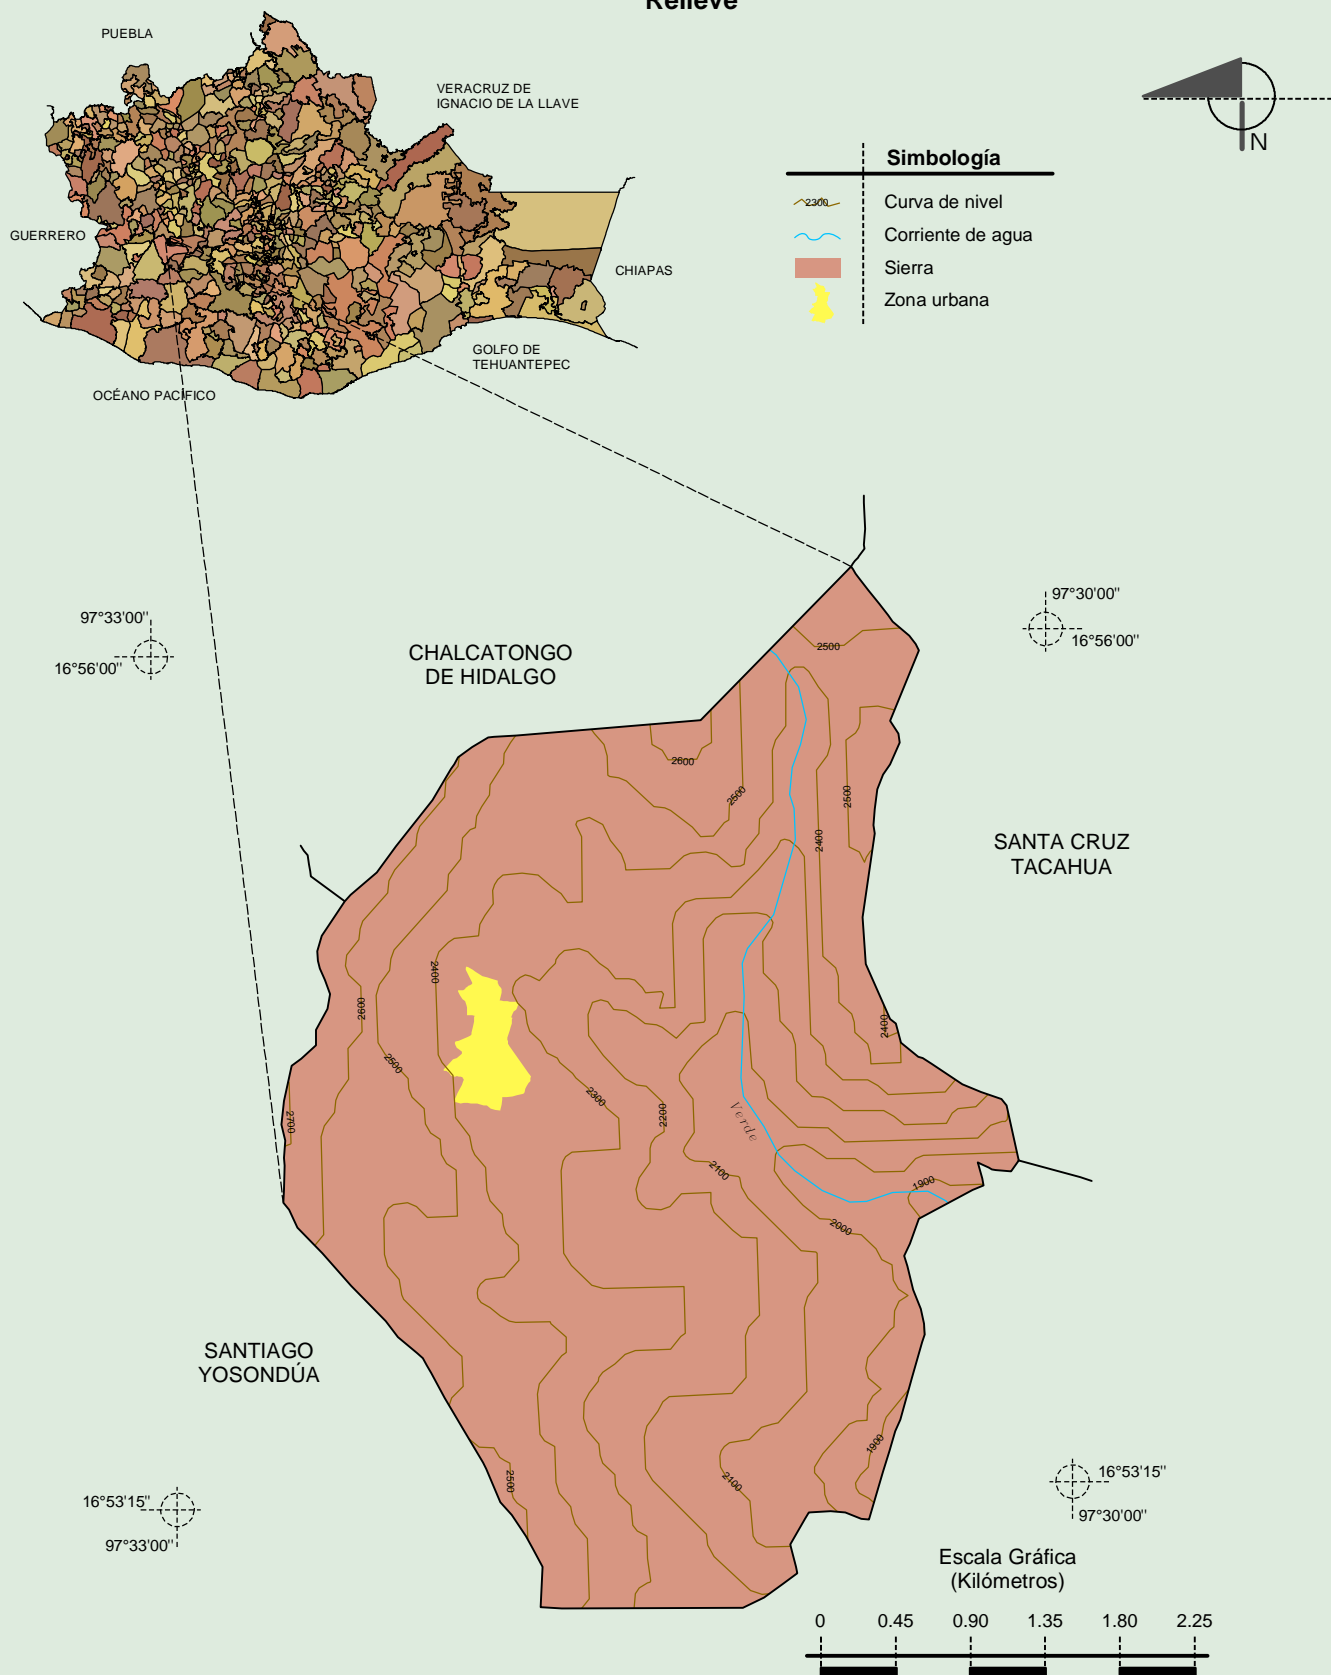 Relieve
PUEBLA
VERACRUZ DE
IGNACIO DE LA LLAVE
GUERRERO
CHIAPAS
GOLFO DE
TEHUANTEPEC
OCÉANO PACÍFICO
N
Simbología
2300
Curva de nivel
Corriente de agua
Sierra
Zona urbana
97°33'00"
16°56'00"
97°30'00"
16°56'00"
CHALCATONGO
DE HIDALGO
SANTA CRUZ
TACAHUA
SANTIAGO
YOSONDÚA
2500
2600
2500
2500
2400
2400
2600
2400
2500
2300
2200
2700
Verde
2100
1900
2000
1900
2100
2500
16°53'15"
97°33'00"
16°53'15"
97°30'00"
Escala Gráfica
(Kilómetros)
0 0.45 0.90 1.35 1.80 2.25